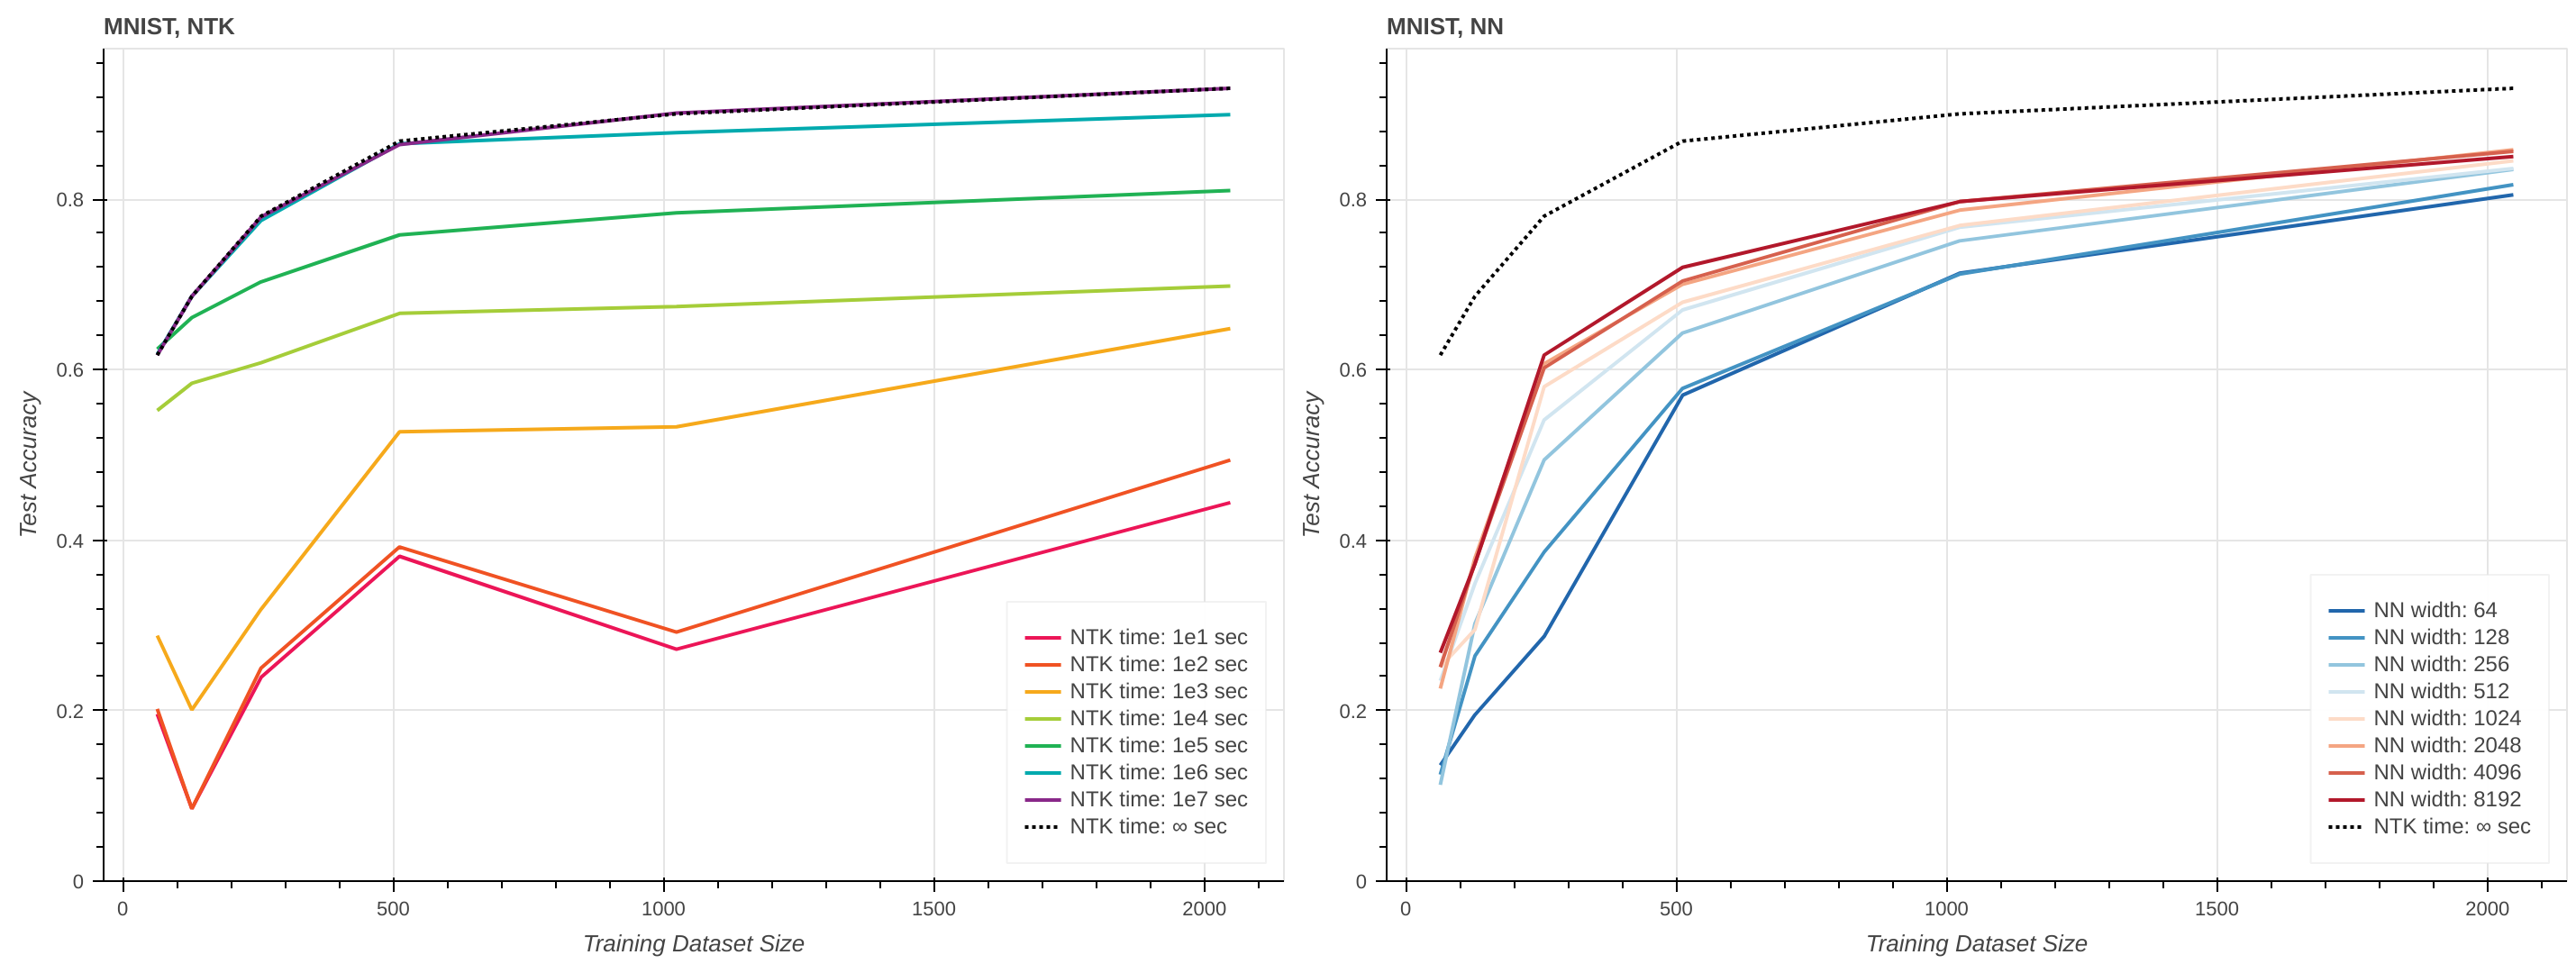 MNIST, NTK
Test Accuracy
0.8
0.6
0.4
0.2
0
0 500 1000 1500 2000
Training Dataset Size
NTK time: 1e1 sec
NTK time: 1e2 sec
NTK time: 1e3 sec
NTK time: 1e4 sec
NTK time: 1e5 sec
NTK time: 1e6 sec
NTK time: 1e7 sec
NTK time: ∞ sec
MNIST, NN
Test Accuracy
0.8
0.6
0.4
0.2
0
0 500 1000 1500 2000
Training Dataset Size
NN width: 64
NN width: 128
NN width: 256
NN width: 512
NN width: 1024
NN width: 2048
NN width: 4096
NN width: 8192
NTK time: ∞ sec